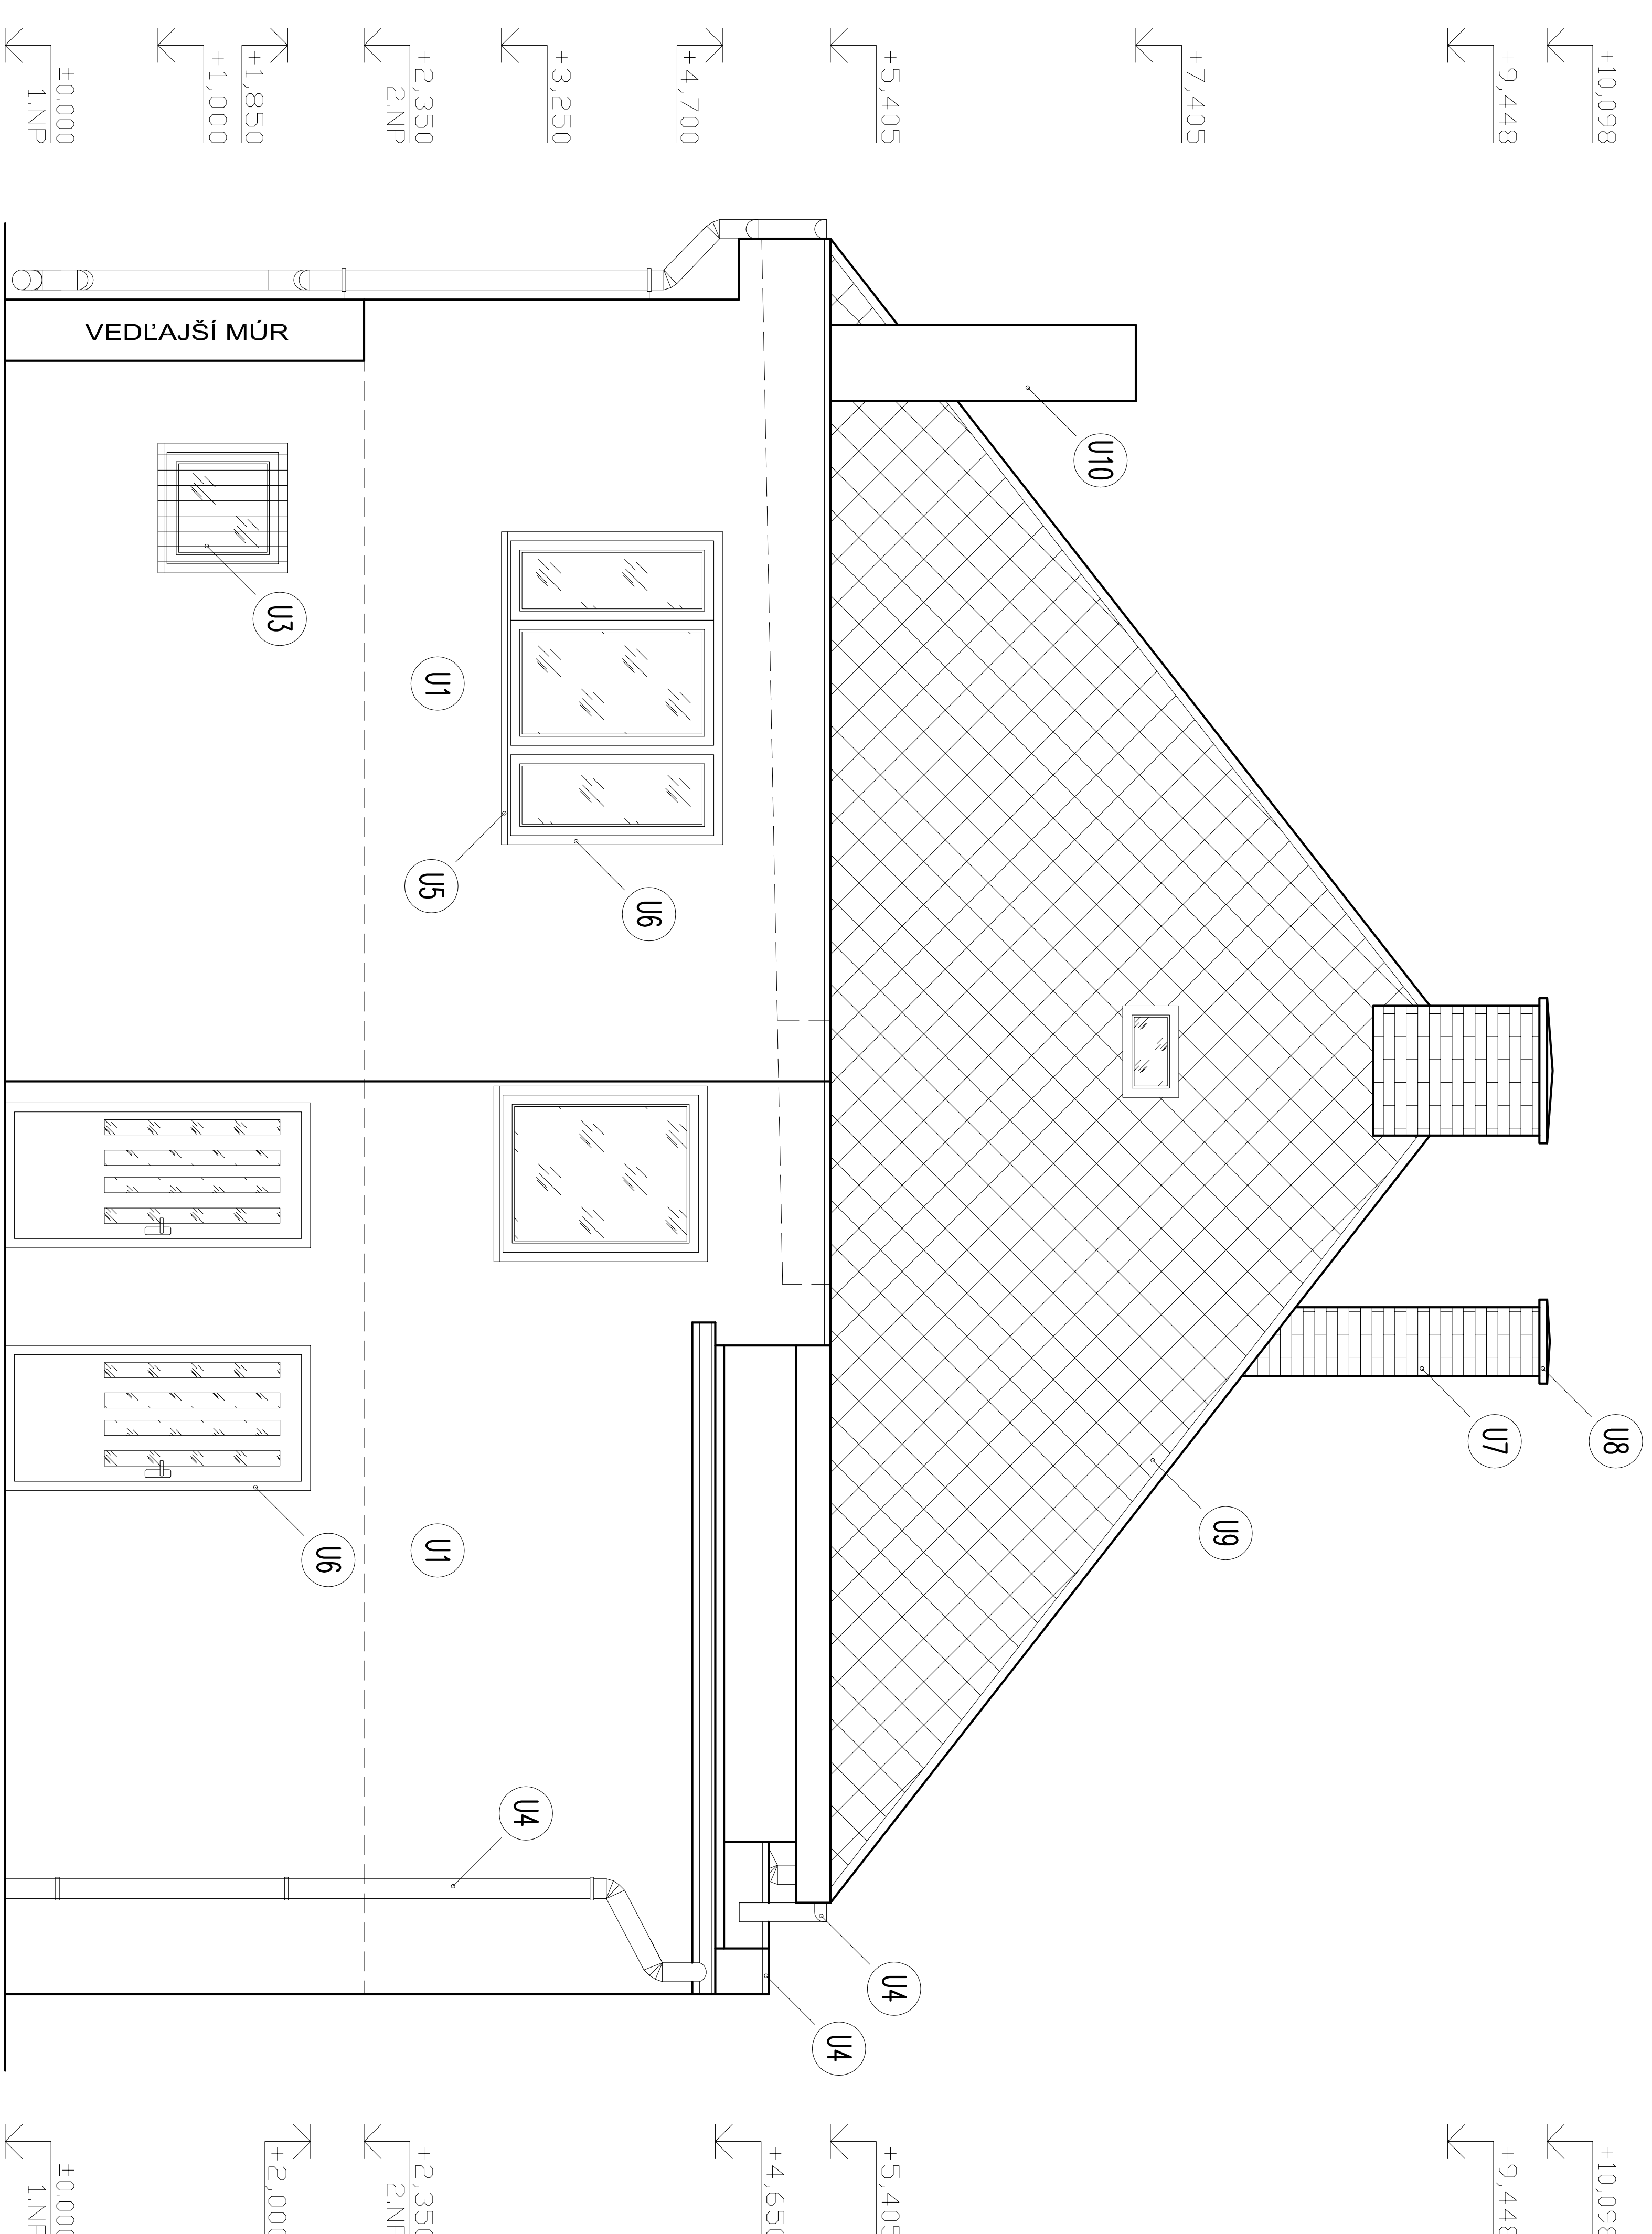 +10,098
+9,448
+7,405
+5,405
+4,700
+3,250
+2,350
2.NP
+1,850
+1,000
±0,000
1.NP
VEDĽAJŠÍ MÚR
U10
U3
U1
U5
U6
U8
U7
U9
U1
U6
U4
U4
U4
+10,098
+9,448
+5,405
+4,650
+2,350
2.NP
+2,000
±0,000
1.NP